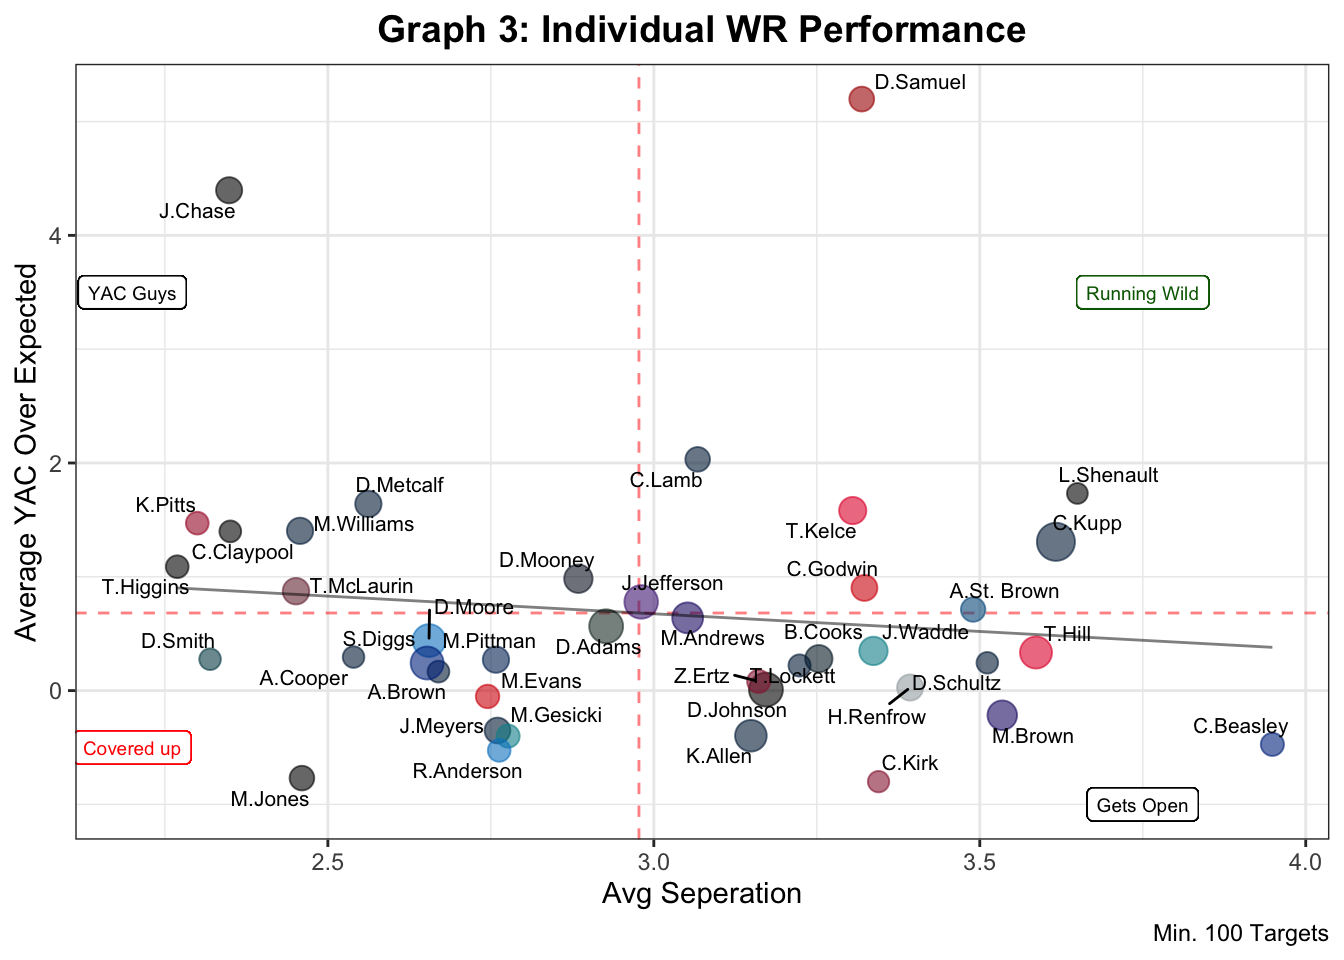 Graph 3: Individual WR Performance
D.Samuel
J.Chase
4
YAC Guys
Running Wild
Average YAC Over Expected
2
C.Lamb
L.Shenault
D.Metcalf
K.Pitts
M.Williams
C.Kupp
T.Kelce
C.Claypool
D.Mooney
C.Godwin
T.Higgins
T.McLaurin
J.Jefferson
A.St. Brown
D.Moore
D.Smith
S.Diggs
M.Pittman
D.Adams
M.Andrews
B.Cooks
J.Waddle
T.Hill
A.Cooper
A.Brown
M.Evans
Z.Ertz
T.Lockett
D.Schultz
0
J.Meyers
M.Gesicki
D.Johnson
H.Renfrow
M.Brown
C.Beasley
Covered up
R.Anderson
K.Allen
C.Kirk
M.Jones
Gets Open
2.5
3.0
3.5
4.0
Avg Seperation
Min. 100 Targets